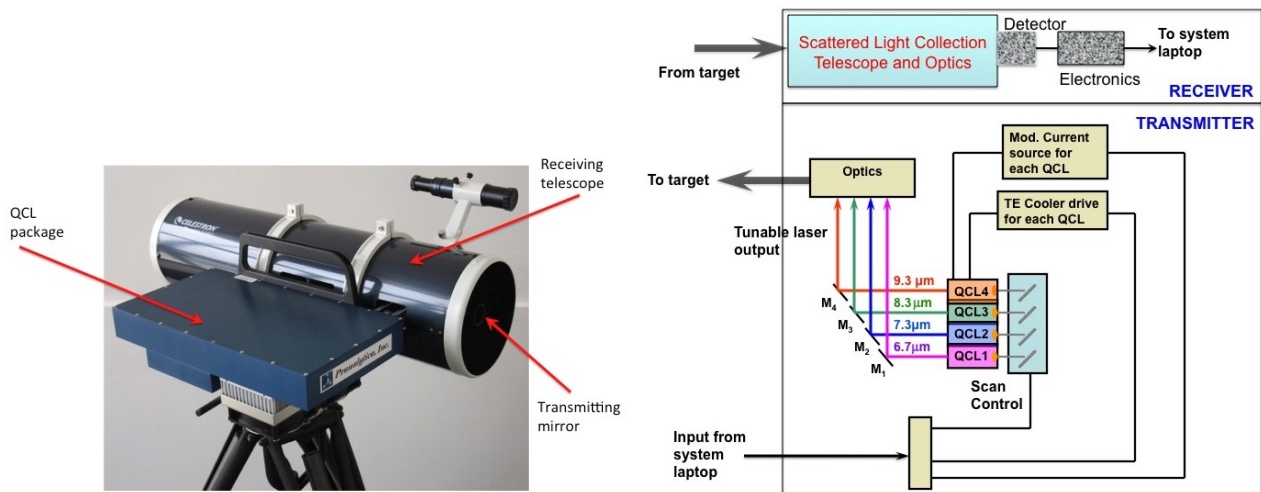 QCL
package
Receiving
telescope
CELESTRON
Pranalytica, Inc.
Transmitting
mirror
From target
Scattered Light Collection
Telescope and Optics
Detector
Electronics
To system
laptop
RECEIVER
TRANSMITTER
Mod. Current
source for
each QCL
To target
Optics
TE Cooler drive
for each QCL
Tunable laser
output
9.3 µm
QCL4
M4
8.3µm
QCL3
M3
7.3µm
QCL2
M2
6.7µm
QCL1
M1
Scan
Control
Input from
system
laptop